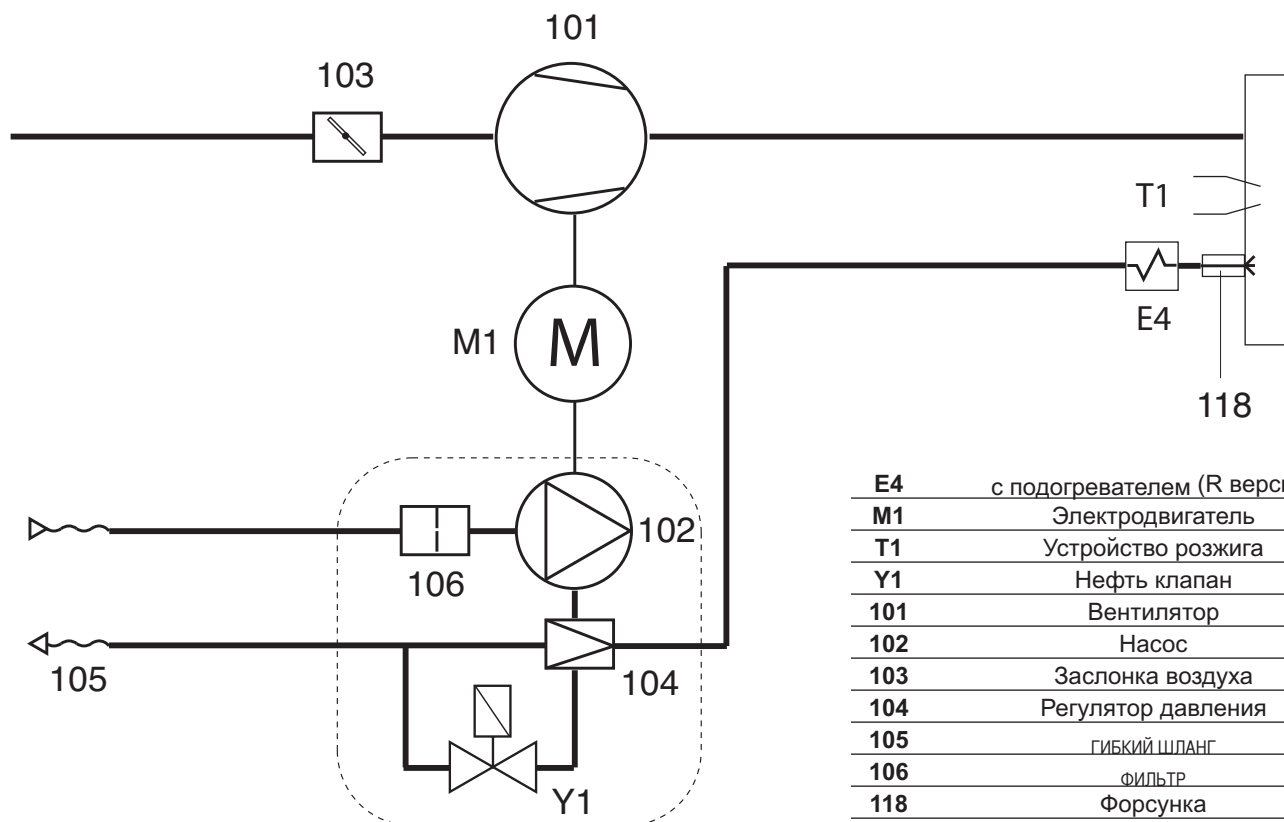 101
103
T1
M1
M
E4
118
102
106
105
104
Y1
E4 с подогревателем (R верси
M1 Электродвигатель
T1 Устройство розжига
Y1 Нефть клапан
101 Вентилятор
102 Насос
103 Заслонка воздуха
104 Регулятор давления
105 ГИБКИЙ ШЛАНГ
106 ФИЛЬТР
118 Форсунка